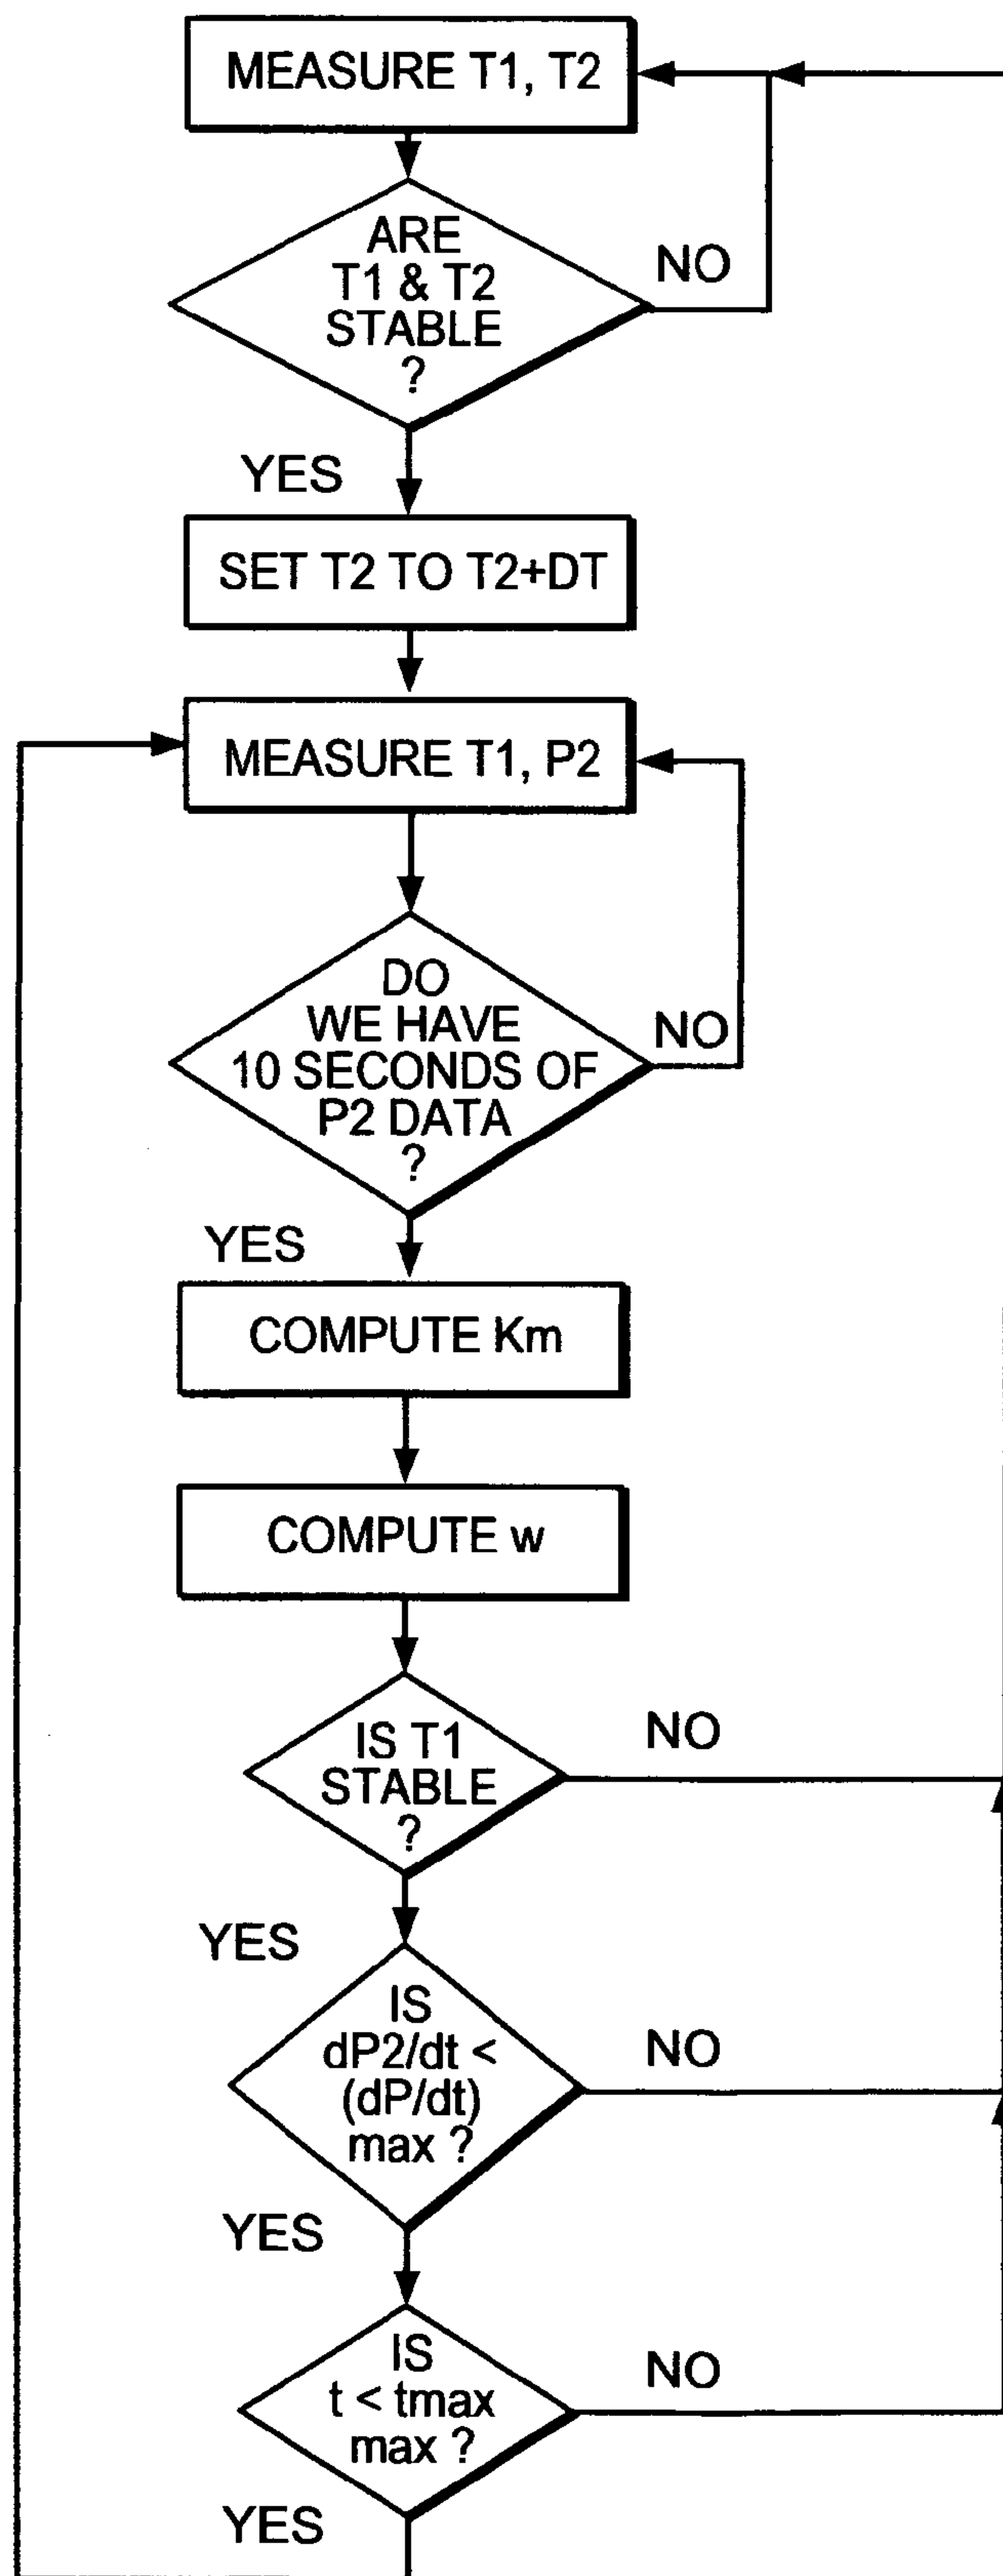 MEASURE T1, T2
ARE
T1 & T2
STABLE
?
NO
YES
SET T2 TO T2+DT
MEASURE T1, P2
DO
WE HAVE
10 SECONDS OF
P2 DATA
?
NO
YES
COMPUTE Km
COMPUTE w
IS T1
STABLE
?
NO
YES
IS
dP2/dt <
(dP/dt)
max ?
NO
YES
IS
t < tmax
max ?
NO
YES